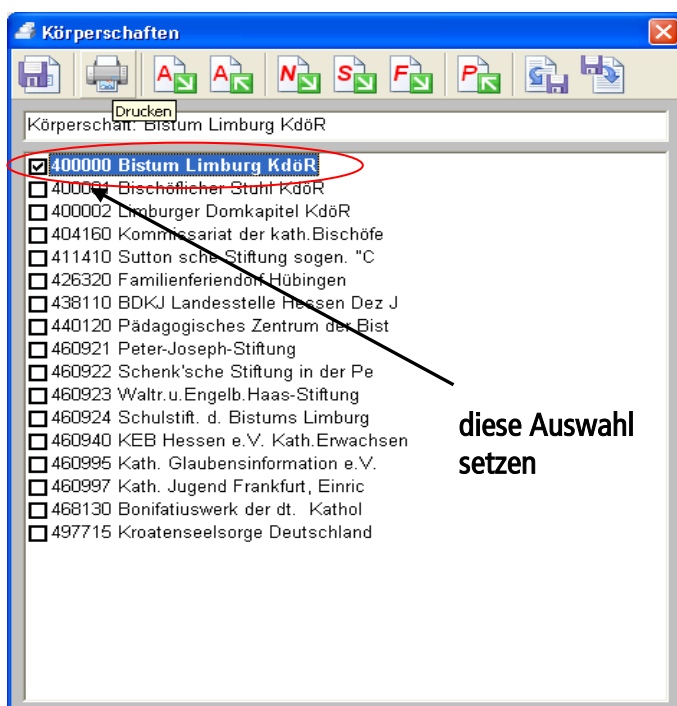 Körperschaften
A A N S F P
Drucken
Körperschaft: Bistum Limburg KdöR
400000 Bistum Limburg KdöR
400001 Bischöflicher Stuhl KdöR
400002 Limburger Domkapitel KdöR
404160 Kommissariat der kath.Bischöfe
411410 Sutton sche Stiftung sogen. "C
426320 Familienferiendorf Hübingen
438110 BDKJ Landesstelle Hessen Dez J
440120 Pädagogisches Zentrum der Bist
460921 Peter-Joseph-Stiftung
460922 Schenk'sche Stiftung in der Pe
460923 Waltr.u.Engelb.Haas-Stiftung
460924 Schulstift. d. Bistums Limburg
460940 KEB Hessen e.V. Kath.Erwachsen
460995 Kath. Glaubensinformation e.V.
460997 Kath. Jugend Frankfurt, Einric
468130 Bonifatiuswerk der dt. Kathol
497715 Kroatenseelsorge Deutschland
diese Auswahl
setzen